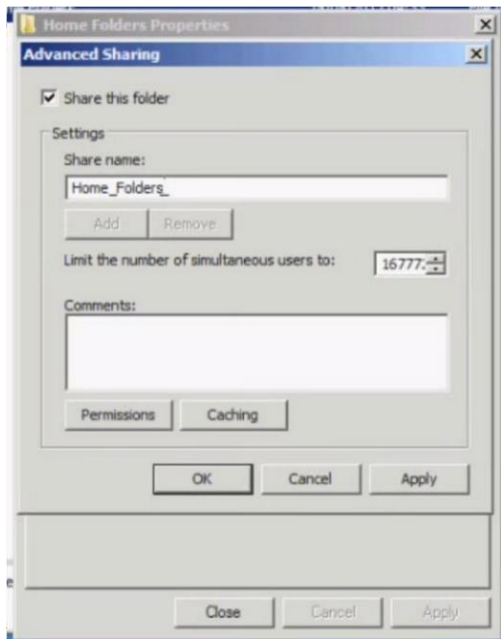 Home Folders Properties
Advanced Sharing
Share this folder
Settings
Share name:
Home_Folders_
Add Remove
Limit the number of simultaneous users to: 16777
Comments:
Permissions Caching
OK Cancel Apply
Close Cancel Apply